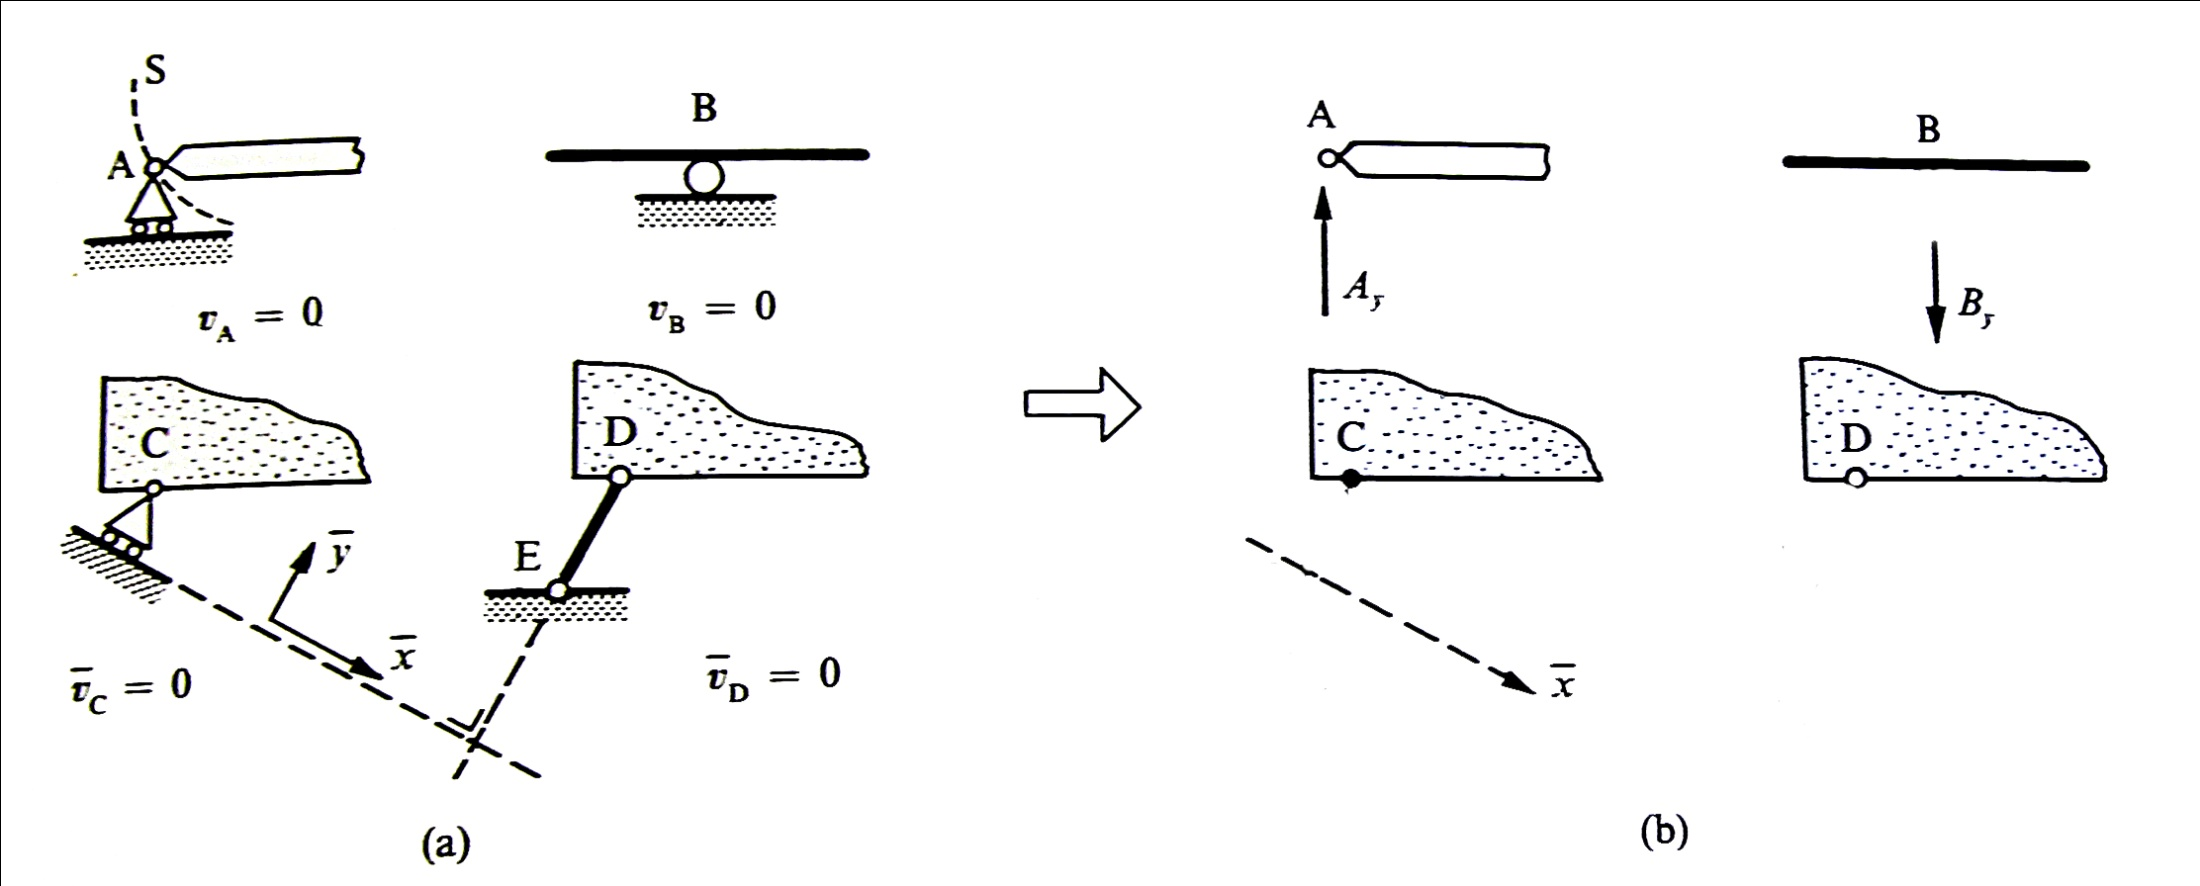 S
A
B
v_A = 0
v_B = 0
C
D
E
ȳ
x̄
v̄_C = 0
v̄_D = 0
(a)
A
B
A_y
B_y
C
D
x̄
(b)